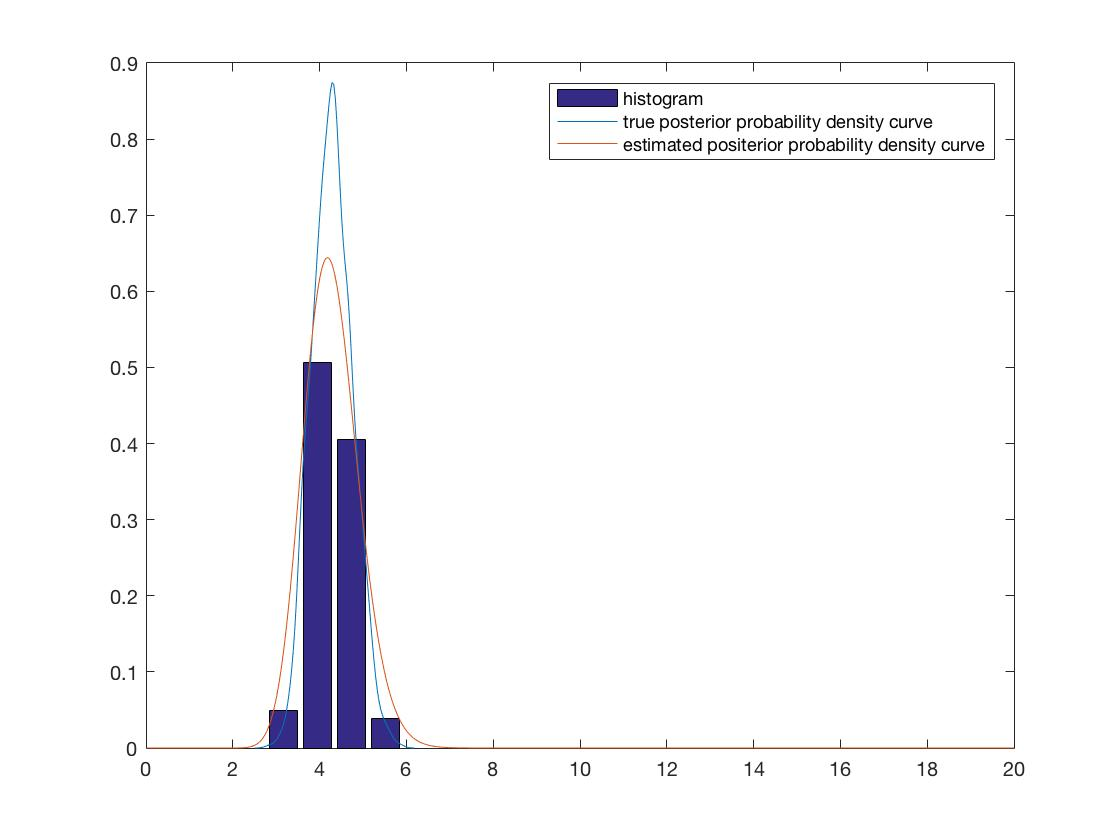 0.9
0.8
0.7
0.6
0.5
0.4
0.3
0.2
0.1
0
histogram
true posterior probability density curve
estimated positerior probability density curve
0 2 4 6 8 10 12 14 16 18 20